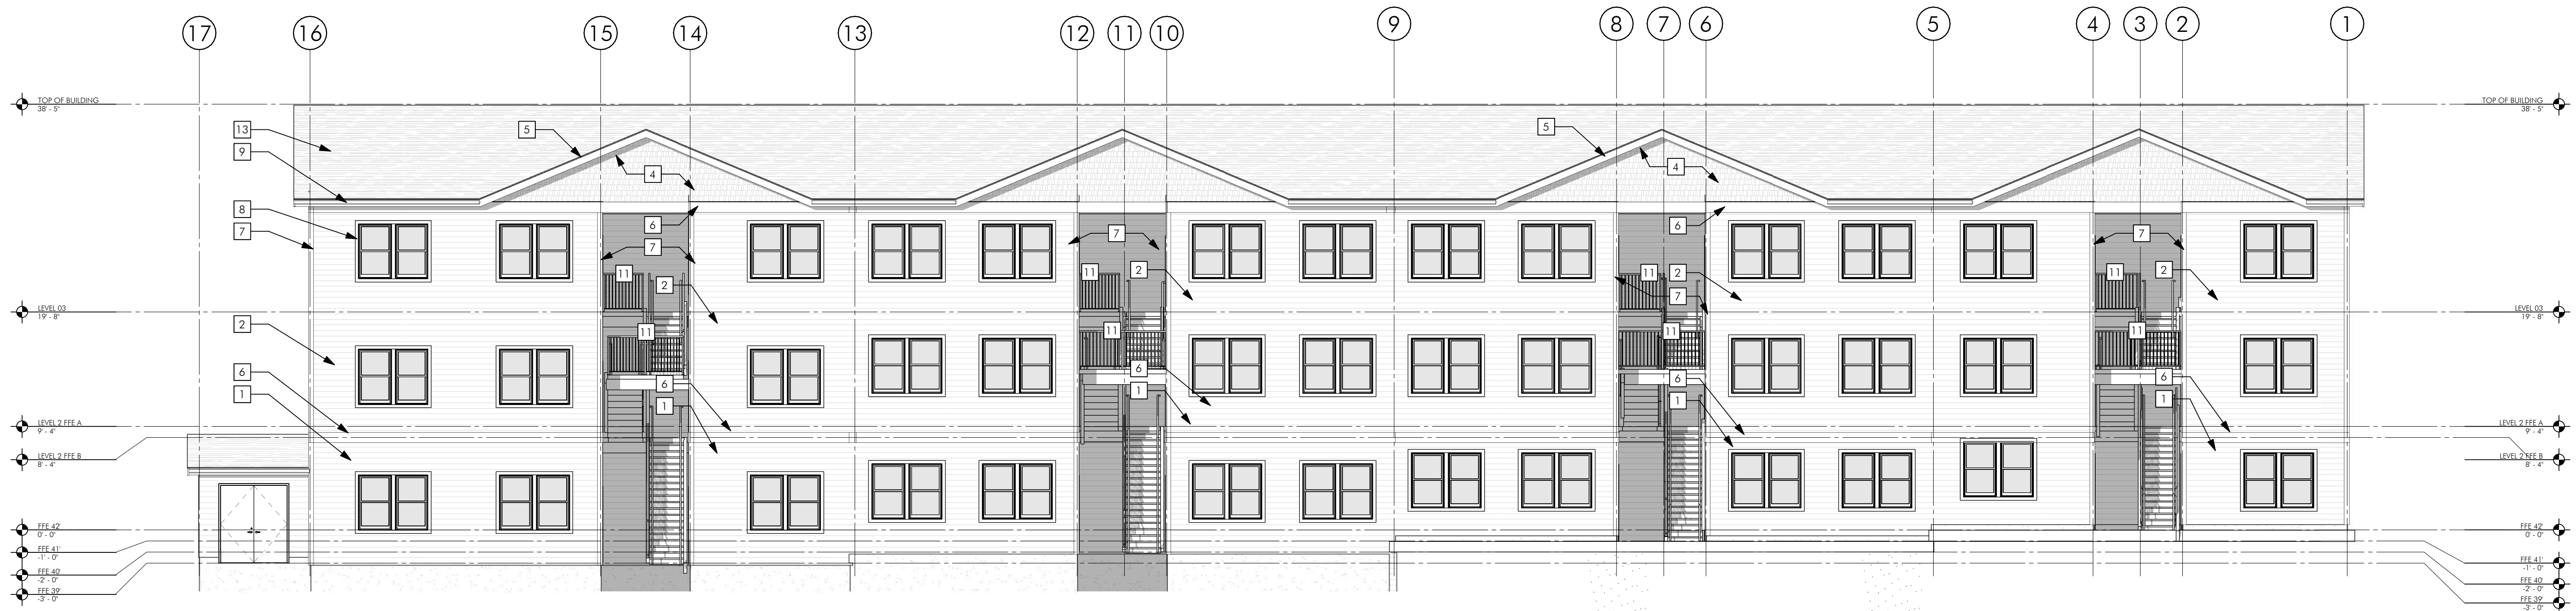 17 16 15 14 13 12 11 10 9 8 7 6 5 4 3 2 1
TOP OF BUILDING
38' - 5"
TOP OF BUILDING
38' - 5"
13
5
5
9
4
4
8
6
6
7
7
7
7
7
11
2
11
2
11
2
11
2
LEVEL 03
19' - 8"
LEVEL 03
19' - 8"
2
11
11
11
11
6
6
6
6
6
1
1
1
1
1
LEVEL 2 FFE A
9' - 4"
LEVEL 2 FFE A
9' - 4"
LEVEL 2 FFE B
8' - 4"
LEVEL 2 FFE B
8' - 4"
FFE 42'
0' - 0"
FFE 42'
0' - 0"
FFE 41'
-1' - 0"
FFE 41'
-1' - 0"
FFE 40'
-2' - 0"
FFE 40'
-2' - 0"
FFE 39'
-3' - 0"
FFE 39'
-3' - 0"